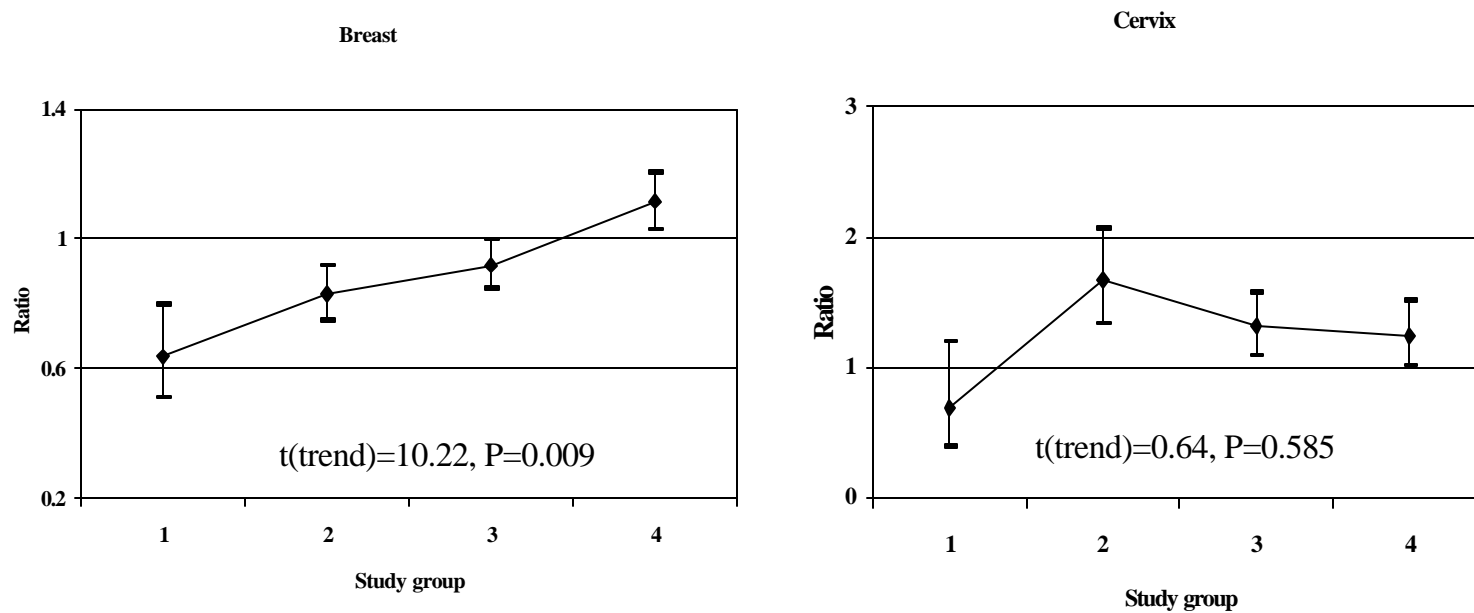 Breast
1.4
1
0.6
0.2
Ratio
t(trend)=10.22, P=0.009
1 2 3 4
Study group
Cervix
3
2
1
0
Ratio
t(trend)=0.64, P=0.585
1 2 3 4
Study group